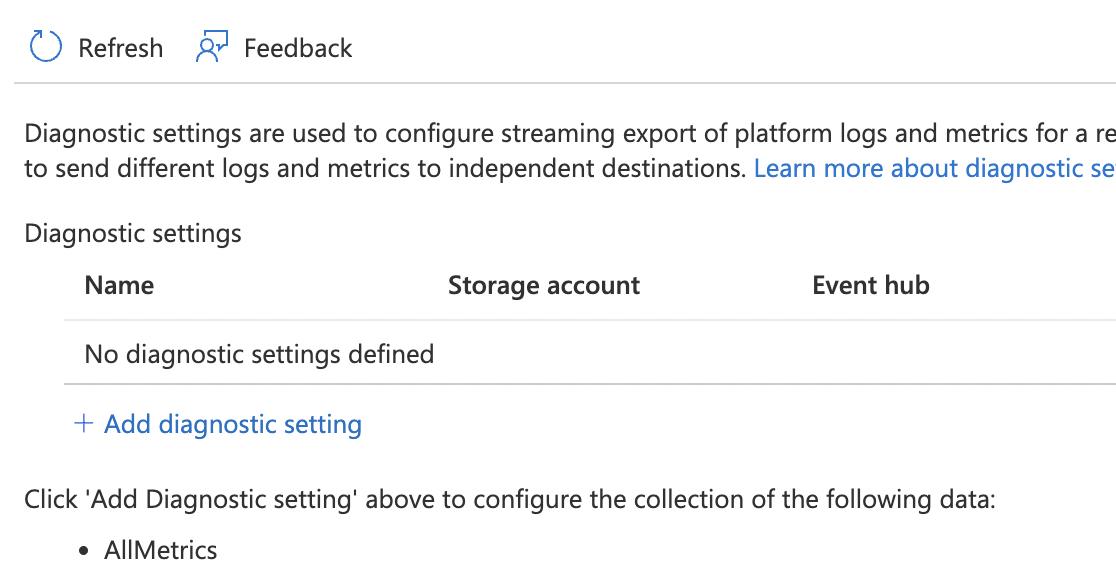 Refresh Feedback
Diagnostic settings are used to configure streaming export of platform logs and metrics for a re
to send different logs and metrics to independent destinations. Learn more about diagnostic se
Diagnostic settings
Name Storage account Event hub
No diagnostic settings defined
+ Add diagnostic setting
Click 'Add Diagnostic setting' above to configure the collection of the following data:
• AllMetrics